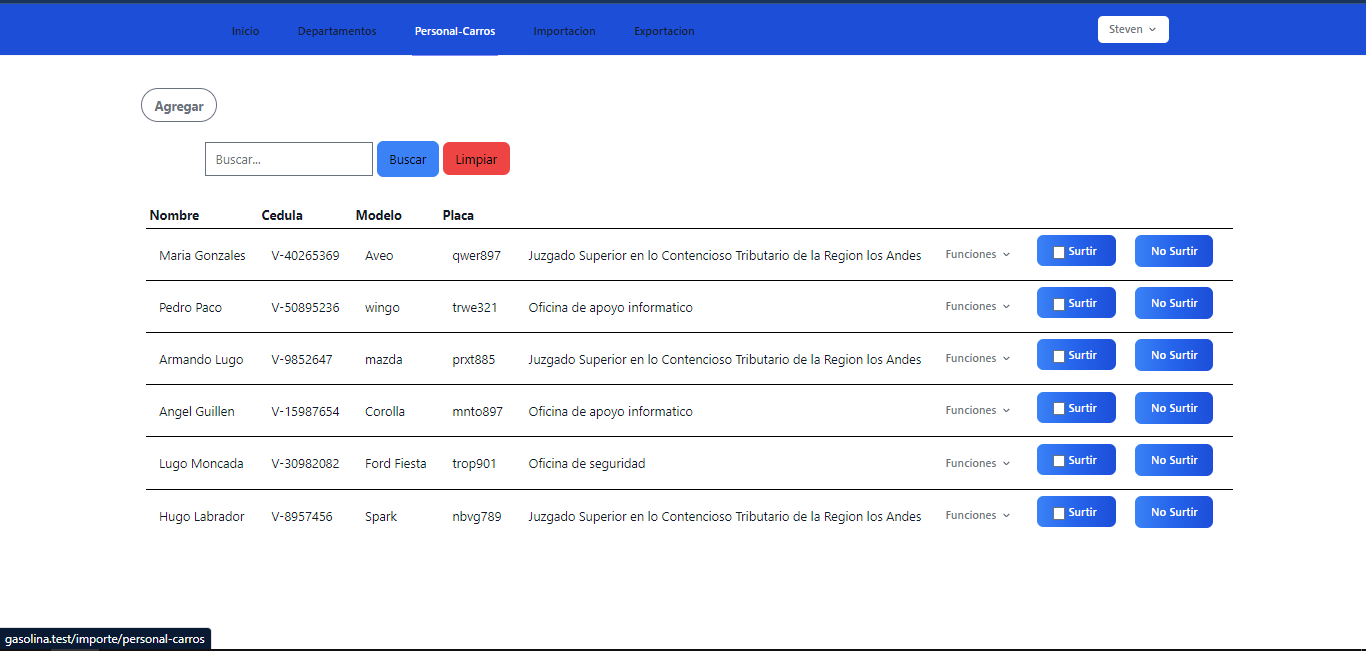 Inicio Departamentos Personal-Carros Importacion Exportacion Steven
Agregar
Buscar... Buscar Limpiar
Nombre Cedula Modelo Placa
Maria Gonzales V-40265369 Aveo qwer897 Juzgado Superior en lo Contencioso Tributario de la Region los Andes Funciones Surtir No Surtir
Pedro Paco V-50895236 wingo trwe321 Oficina de apoyo informatico Funciones Surtir No Surtir
Armando Lugo V-9852647 mazda prxt885 Juzgado Superior en lo Contencioso Tributario de la Region los Andes Funciones Surtir No Surtir
Angel Guillen V-15987654 Corolla mnto897 Oficina de apoyo informatico Funciones Surtir No Surtir
Lugo Moncada V-30982082 Ford Fiesta trop901 Oficina de seguridad Funciones Surtir No Surtir
Hugo Labrador V-8957456 Spark nbvg789 Juzgado Superior en lo Contencioso Tributario de la Region los Andes Funciones Surtir No Surtir
gasolina.test/importe/personal-carros